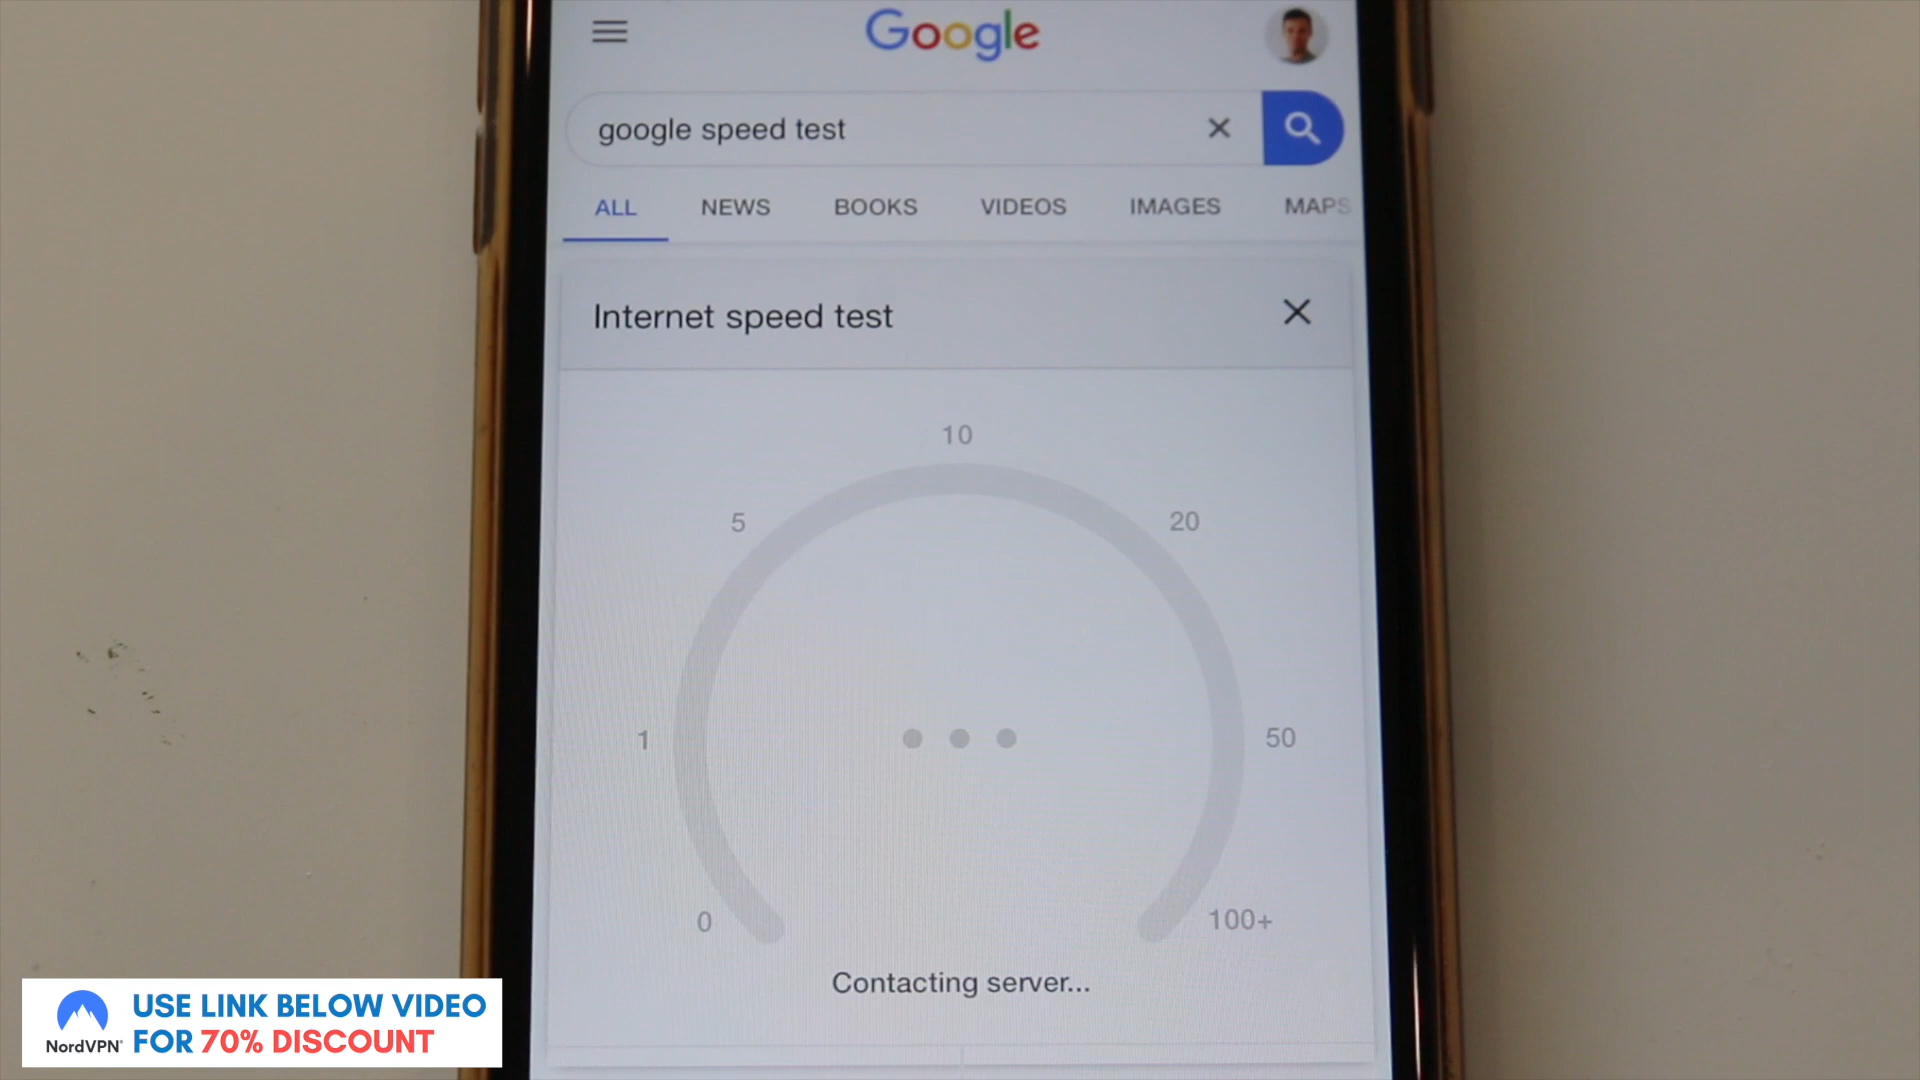 Google
google speed test
ALL NEWS BOOKS VIDEOS IMAGES MAPS
Internet speed test
10
5 20
1 50
0 100+
Contacting server...
USE LINK BELOW VIDEO
FOR 70% DISCOUNT
NordVPN®